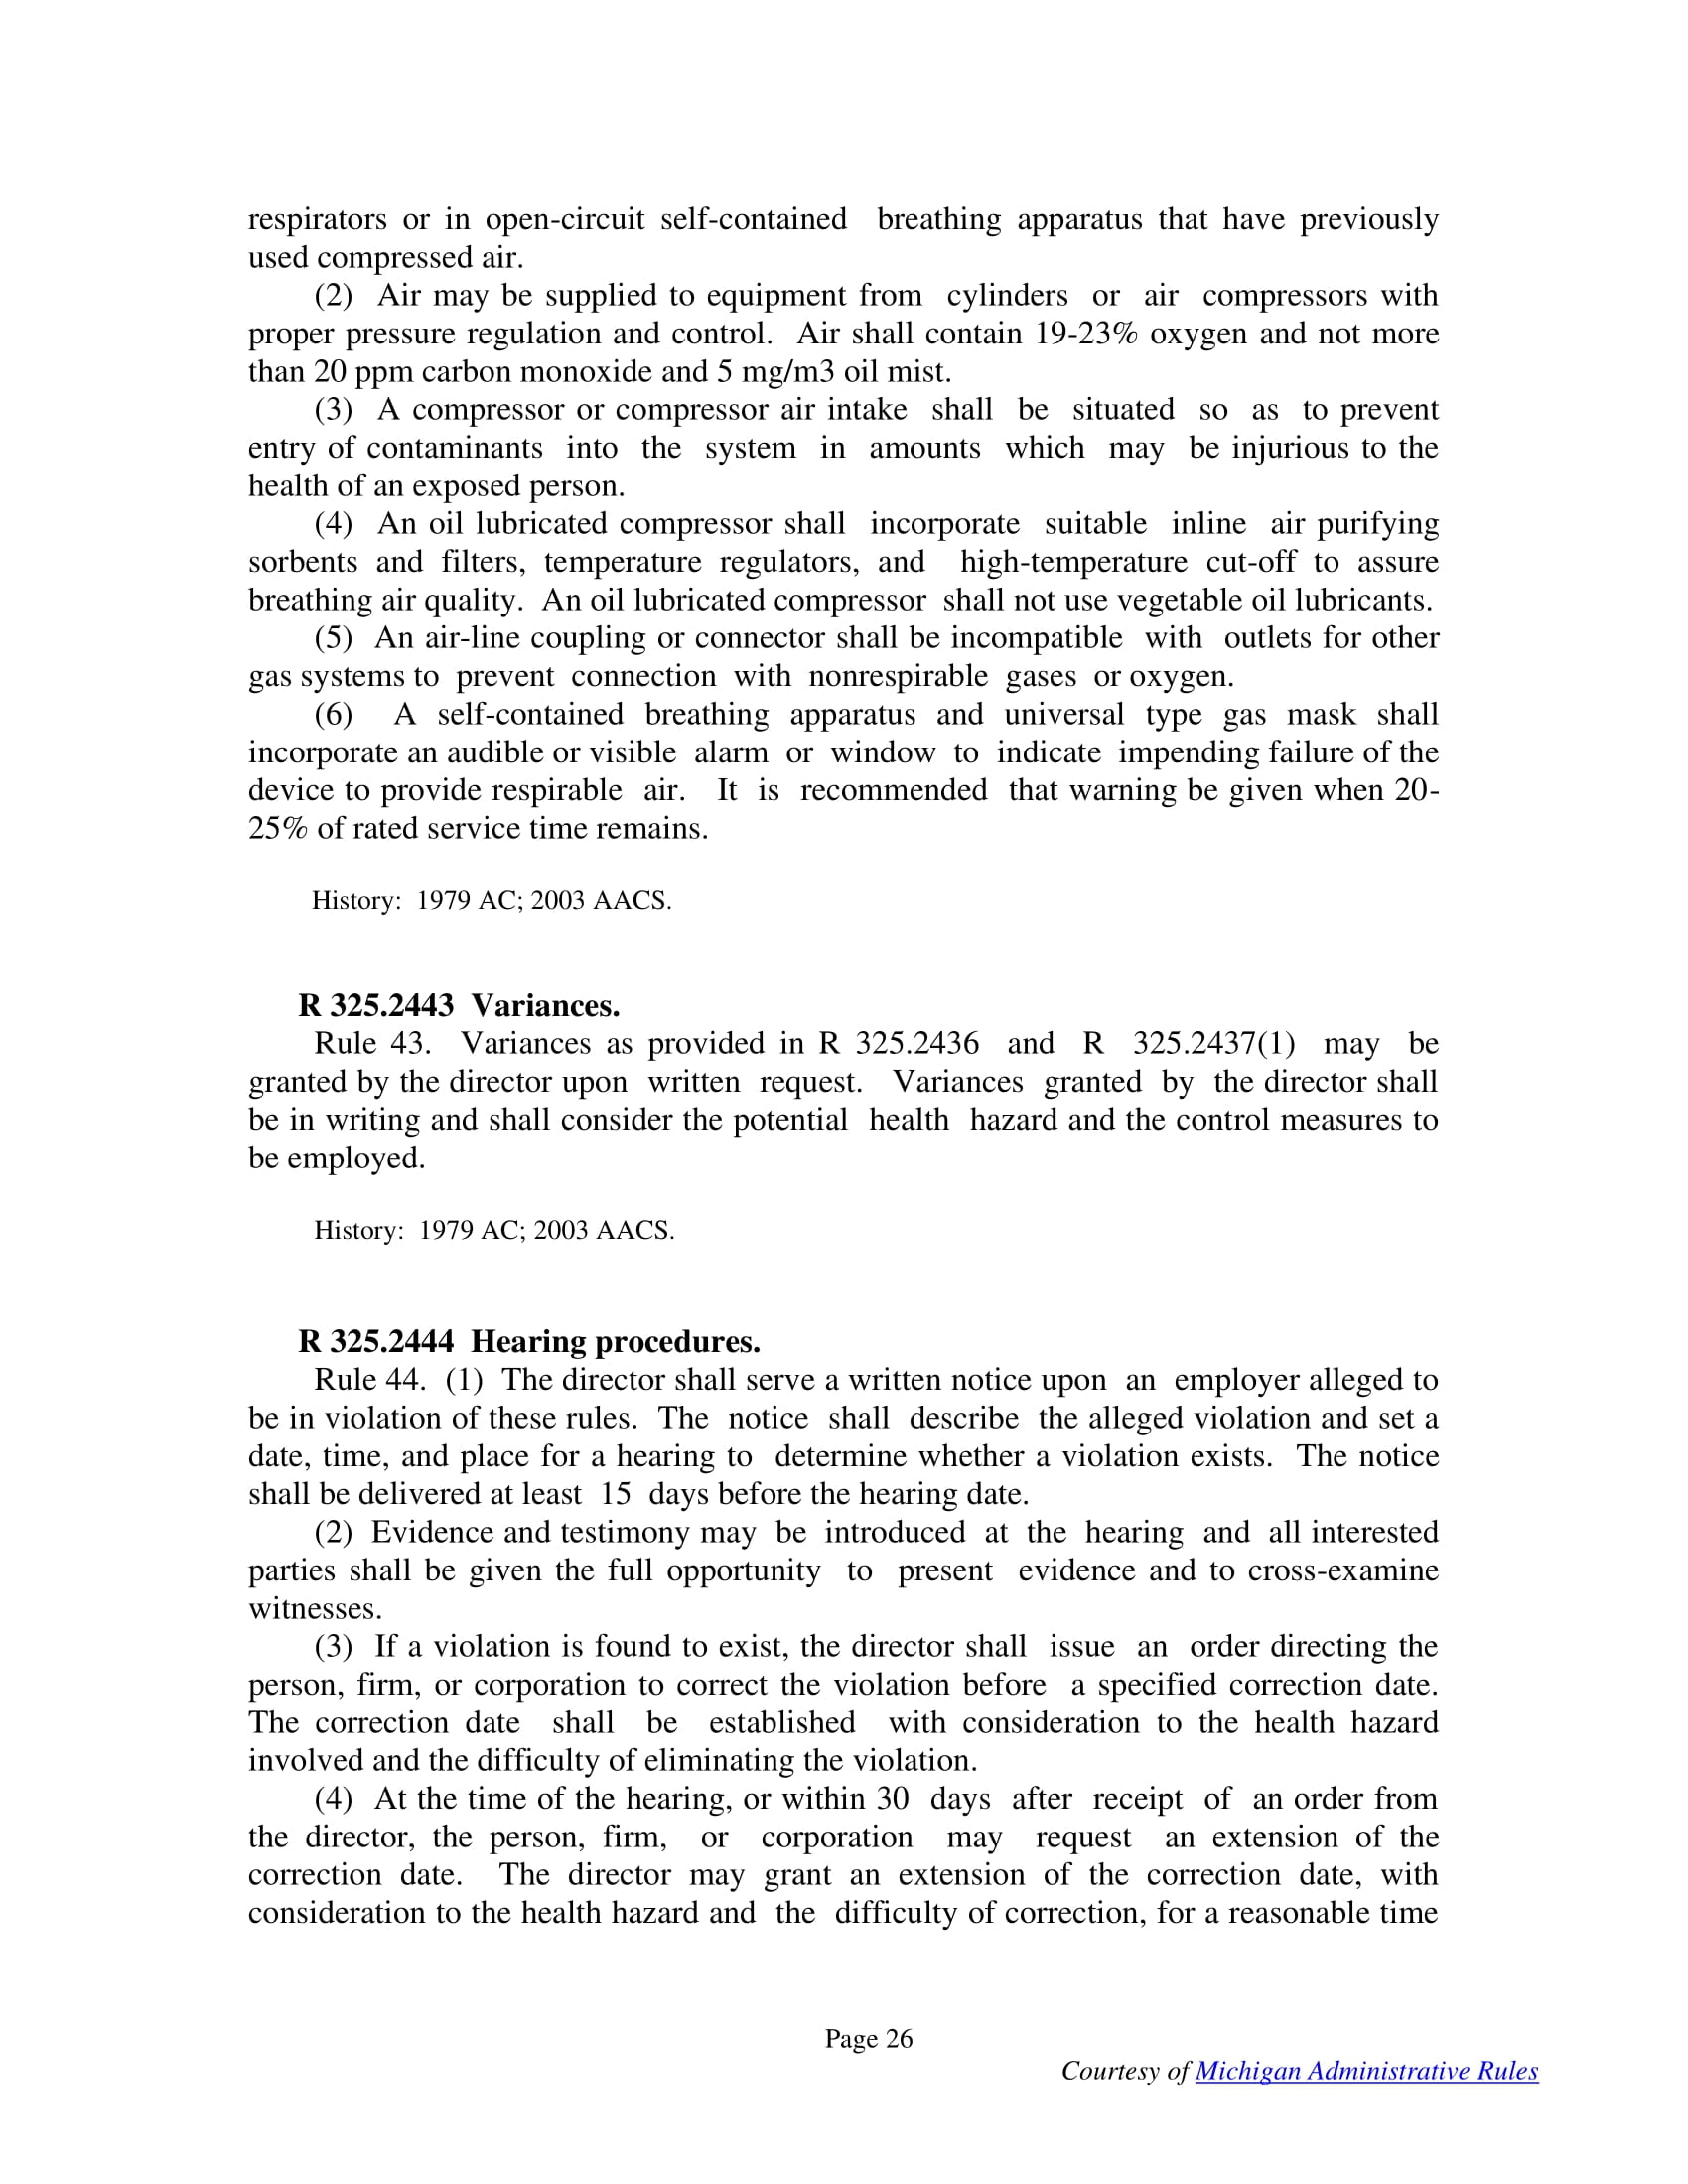 respirators or in open-circuit self-contained breathing apparatus that have previously
used compressed air.
(2) Air may be supplied to equipment from cylinders or air compressors with
proper pressure regulation and control. Air shall contain 19-23% oxygen and not more
than 20 ppm carbon monoxide and 5 mg/m3 oil mist.
(3) A compressor or compressor air intake shall be situated so as to prevent
entry of contaminants into the system in amounts which may be injurious to the
health of an exposed person.
(4) An oil lubricated compressor shall incorporate suitable inline air purifying
sorbents and filters, temperature regulators, and high-temperature cut-off to assure
breathing air quality. An oil lubricated compressor shall not use vegetable oil lubricants.
(5) An air-line coupling or connector shall be incompatible with outlets for other
gas systems to prevent connection with nonrespirable gases or oxygen.
(6) A self-contained breathing apparatus and universal type gas mask shall
incorporate an audible or visible alarm or window to indicate impending failure of the
device to provide respirable air. It is recommended that warning be given when 20-
25% of rated service time remains.
History: 1979 AC; 2003 AACS.
R 325.2443 Variances.
Rule 43. Variances as provided in R 325.2436 and R 325.2437(1) may be
granted by the director upon written request. Variances granted by the director shall
be in writing and shall consider the potential health hazard and the control measures to
be employed.
History: 1979 AC; 2003 AACS.
R 325.2444 Hearing procedures.
Rule 44. (1) The director shall serve a written notice upon an employer alleged to
be in violation of these rules. The notice shall describe the alleged violation and set a
date, time, and place for a hearing to determine whether a violation exists. The notice
shall be delivered at least 15 days before the hearing date.
(2) Evidence and testimony may be introduced at the hearing and all interested
parties shall be given the full opportunity to present evidence and to cross-examine
witnesses.
(3) If a violation is found to exist, the director shall issue an order directing the
person, firm, or corporation to correct the violation before a specified correction date.
The correction date shall be established with consideration to the health hazard
involved and the difficulty of eliminating the violation.
(4) At the time of the hearing, or within 30 days after receipt of an order from
the director, the person, firm, or corporation may request an extension of the
correction date. The director may grant an extension of the correction date, with
consideration to the health hazard and the difficulty of correction, for a reasonable time
Page 26
Courtesy of Michigan Administrative Rules